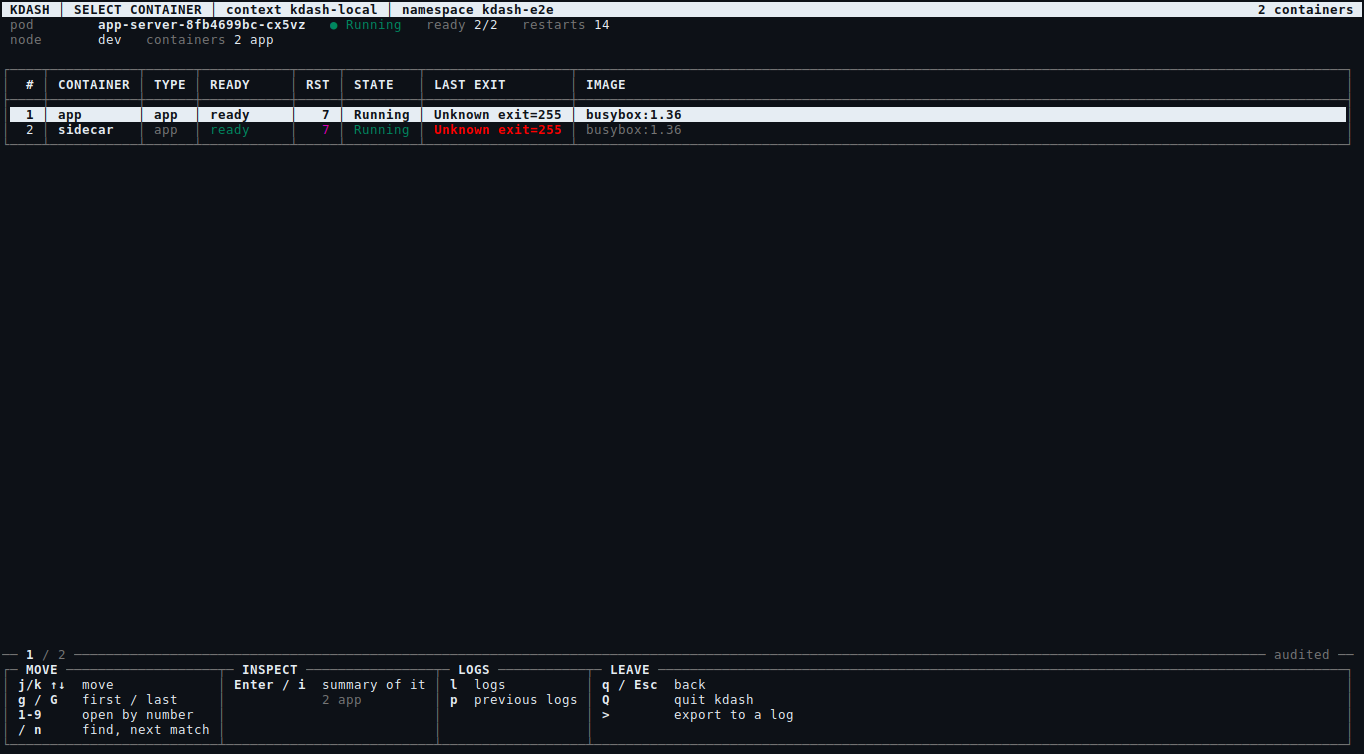 KDASH │ SELECT CONTAINER │ context kdash-local │ namespace kdash-e2e 2 containers
pod app-server-8fb4699bc-cx5vz ● Running ready 2/2 restarts 14
node dev containers 2 app
# │ CONTAINER │ TYPE │ READY │ RST │ STATE │ LAST EXIT │ IMAGE
1 │ app │ app │ ready │ 7 │ Running │ Unknown exit=255 │ busybox:1.36
2 │ sidecar │ app │ ready │ 7 │ Running │ Unknown exit=255 │ busybox:1.36
1 / 2 audited
MOVE INSPECT LOGS LEAVE
j/k ↑↓ move │ Enter / i summary of it │ l logs │ q / Esc back
g / G first / last │ 2 app │ p previous logs │ Q quit kdash
1-9 open by number │ > export to a log
/ n find, next match